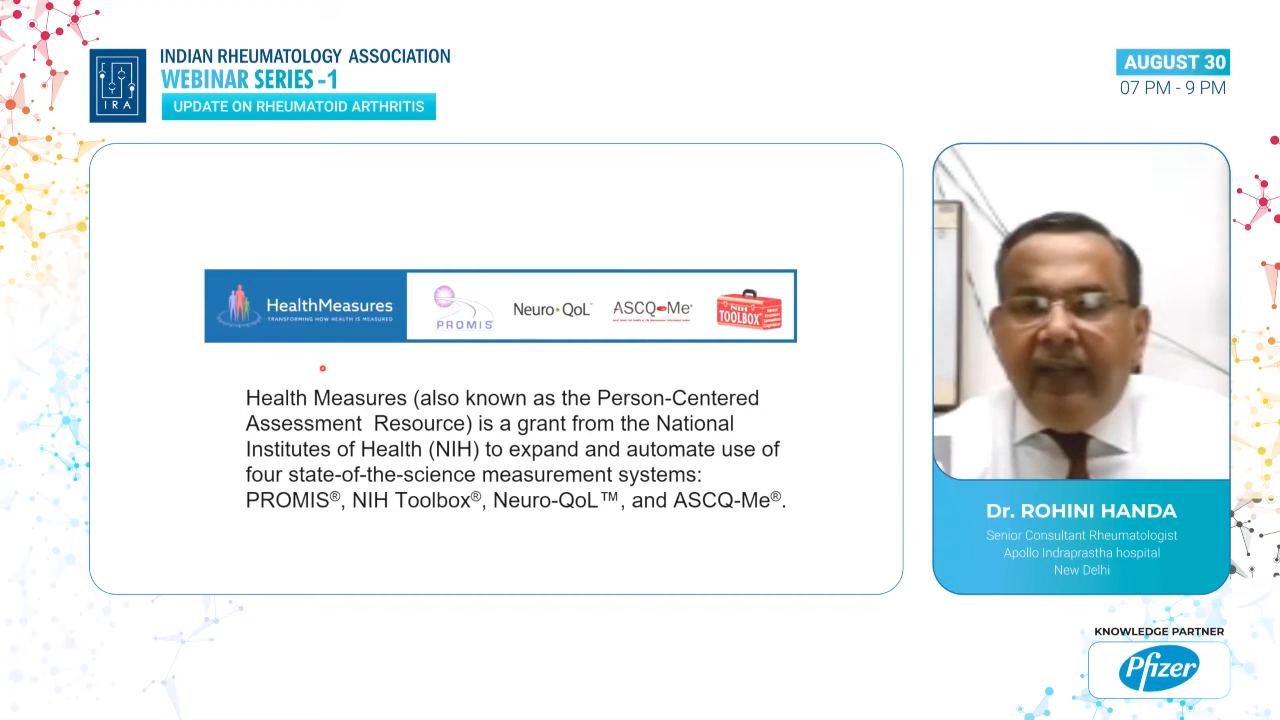 INDIAN RHEUMATOLOGY ASSOCIATION
WEBINAR SERIES -1
UPDATE ON RHEUMATOID ARTHRITIS
IRA
AUGUST 30
07 PM - 9 PM
HealthMeasures
TRANSFORMING HOW HEALTH IS MEASURED
PROMIS
Neuro-QoL™
ASCQ-Me®
NIH
TOOLBOX
Health Measures (also known as the Person-Centered
Assessment Resource) is a grant from the National
Institutes of Health (NIH) to expand and automate use of
four state-of-the-science measurement systems:
PROMIS®, NIH Toolbox®, Neuro-QoL™, and ASCQ-Me®.
Dr. ROHINI HANDA
Senior Consultant Rheumatologist
Apollo Indraprastha hospital
New Delhi
KNOWLEDGE PARTNER
Pfizer